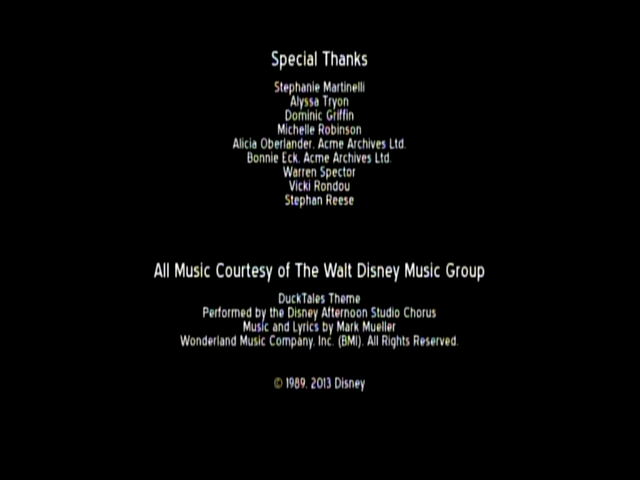 Special Thanks
Stephanie Martinelli
Alyssa Tryon
Dominic Griffin
Michelle Robinson
Alicia Oberlander, Acme Archives Ltd.
Bonnie Eck, Acme Archives Ltd.
Warren Spector
Vicki Rondou
Stephan Reese
All Music Courtesy of The Walt Disney Music Group
DuckTales Theme
Performed by the Disney Afternoon Studio Chorus
Music and Lyrics by Mark Mueller
Wonderland Music Company, Inc. (BMI). All Rights Reserved.
© 1989, 2013 Disney